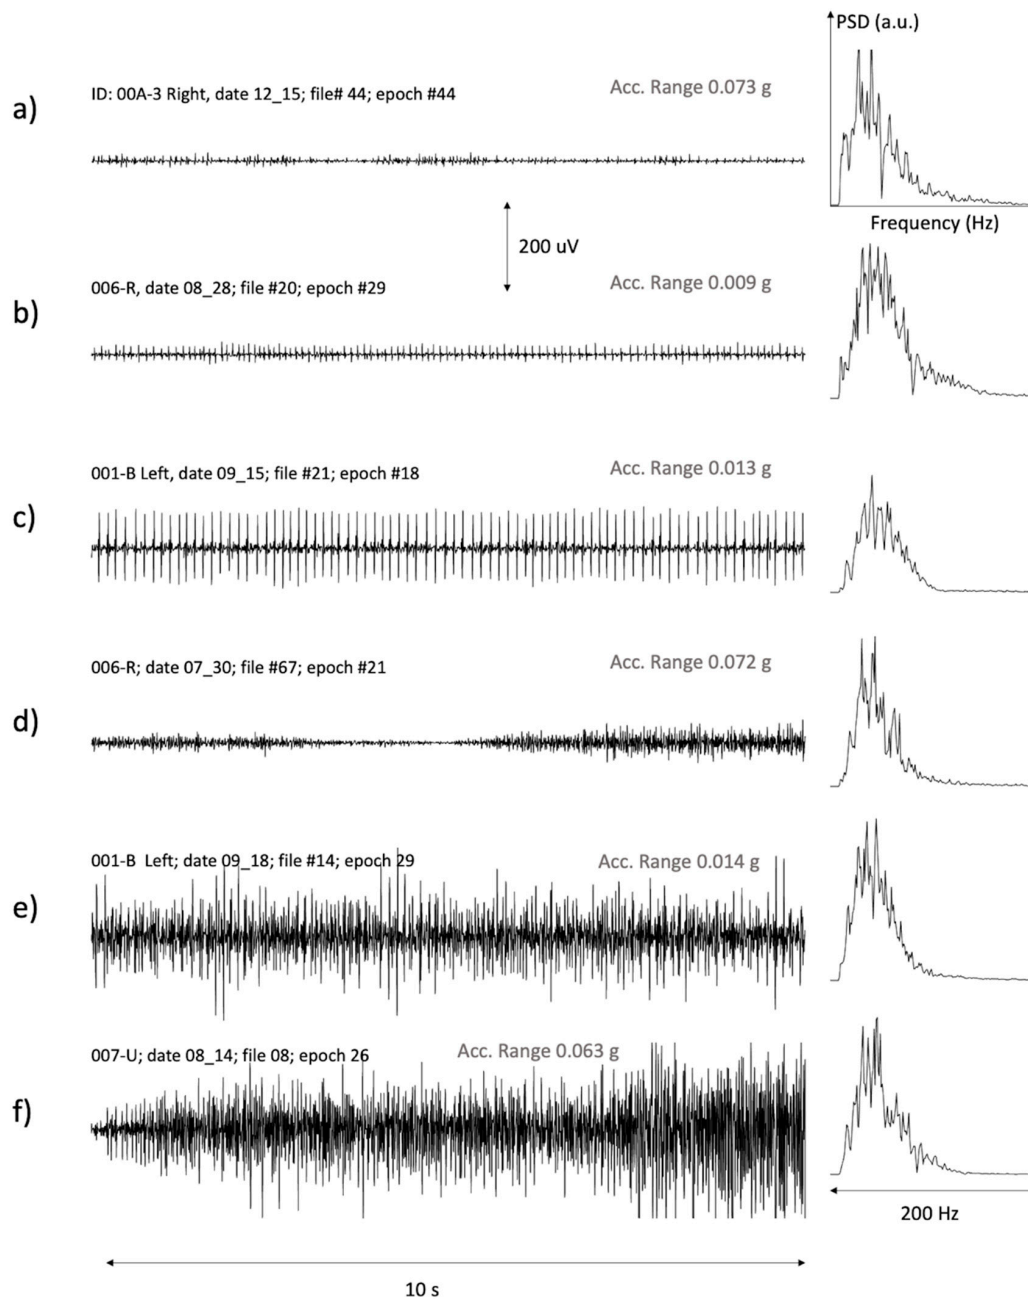 PSD (a.u.)
ID: 00A-3 Right, date 12_15; file# 44; epoch #44
Acc. Range 0.073 g
a)
Frequency (Hz)
200 uV
006-R, date 08_28; file #20; epoch #29
Acc. Range 0.009 g
b)
001-B Left, date 09_15; file #21; epoch #18
Acc. Range 0.013 g
c)
006-R; date 07_30; file #67; epoch #21
Acc. Range 0.072 g
d)
001-B  Left; date 09_18; file #14; epoch 29
Acc. Range 0.014 g
e)
007-U; date 08_14; file 08; epoch 26
Acc. Range 0.063 g
f)
200 Hz
10 s